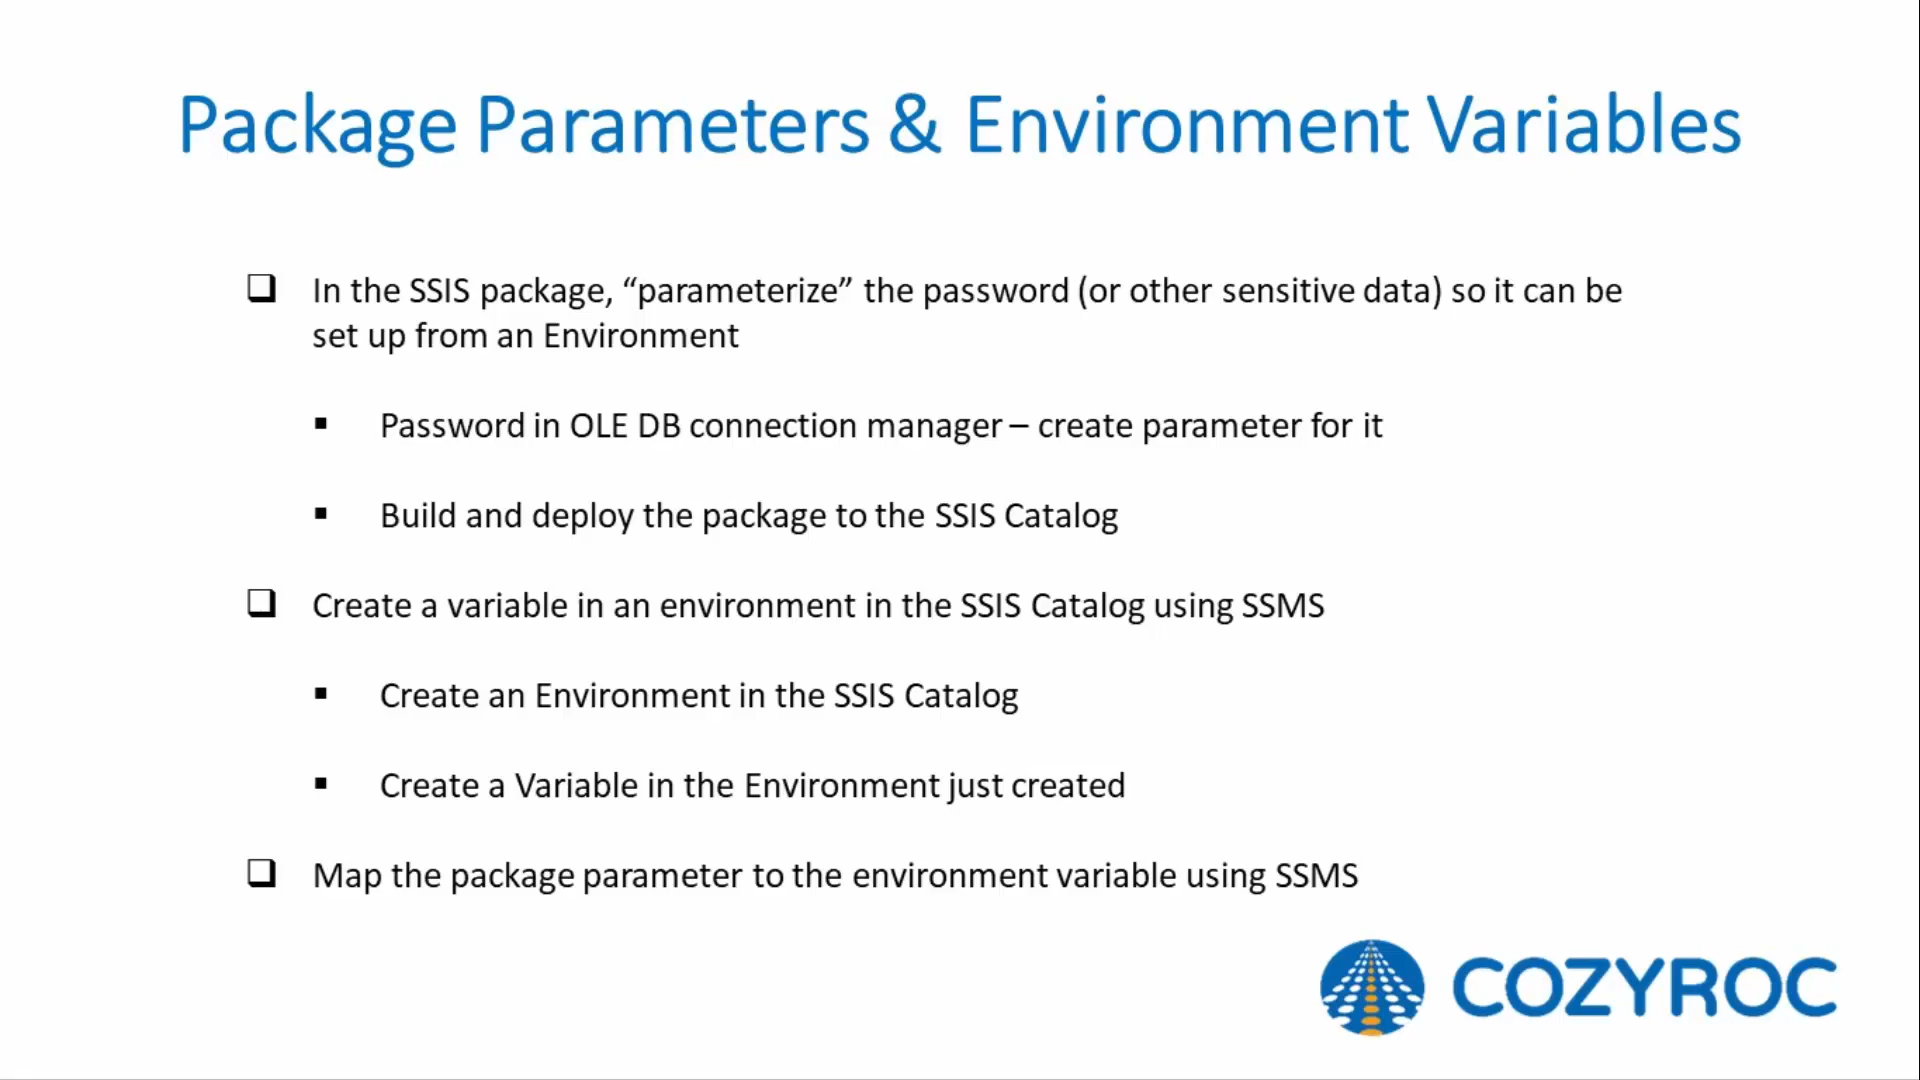 Package Parameters & Environment Variables
In the SSIS package, “parameterize” the password (or other sensitive data) so it can be
set up from an Environment
Password in OLE DB connection manager – create parameter for it
Build and deploy the package to the SSIS Catalog
Create a variable in an environment in the SSIS Catalog using SSMS
Create an Environment in the SSIS Catalog
Create a Variable in the Environment just created
Map the package parameter to the environment variable using SSMS
COZYROC